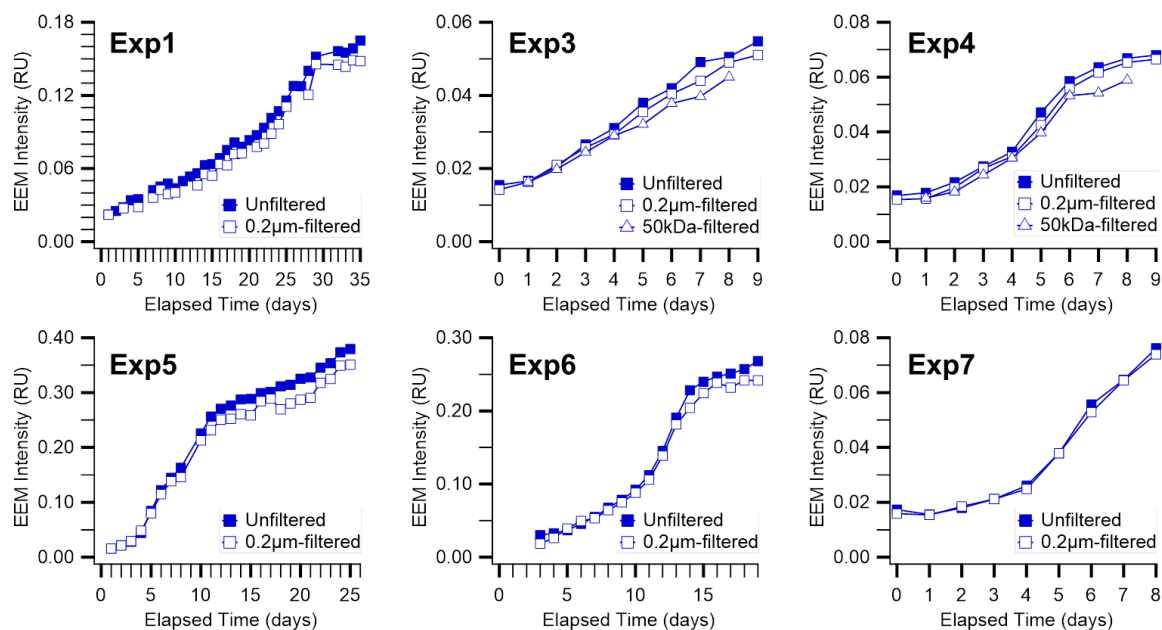 Exp1
EEM Intensity (RU)
0.18
0.12
0.06
0.00
Unfiltered
0.2µm-filtered
0 5 10 15 20 25 30 35
Elapsed Time (days)
Exp3
EEM Intensity (RU)
0.06
0.04
0.02
0.00
Unfiltered
0.2µm-filtered
50kDa-filtered
0 1 2 3 4 5 6 7 8 9
Elapsed Time (days)
Exp4
EEM Intensity (RU)
0.08
0.06
0.04
0.02
0.00
Unfiltered
0.2µm-filtered
50kDa-filtered
0 1 2 3 4 5 6 7 8 9
Elapsed Time (days)
Exp5
EEM Intensity (RU)
0.40
0.30
0.20
0.10
0.00
Unfiltered
0.2µm-filtered
0 5 10 15 20 25
Elapsed Time (days)
Exp6
EEM Intensity (RU)
0.30
0.20
0.10
0.00
Unfiltered
0.2µm-filtered
0 5 10 15
Elapsed Time (days)
Exp7
EEM Intensity (RU)
0.08
0.06
0.04
0.02
0.00
Unfiltered
0.2µm-filtered
0 1 2 3 4 5 6 7 8
Elapsed Time (days)